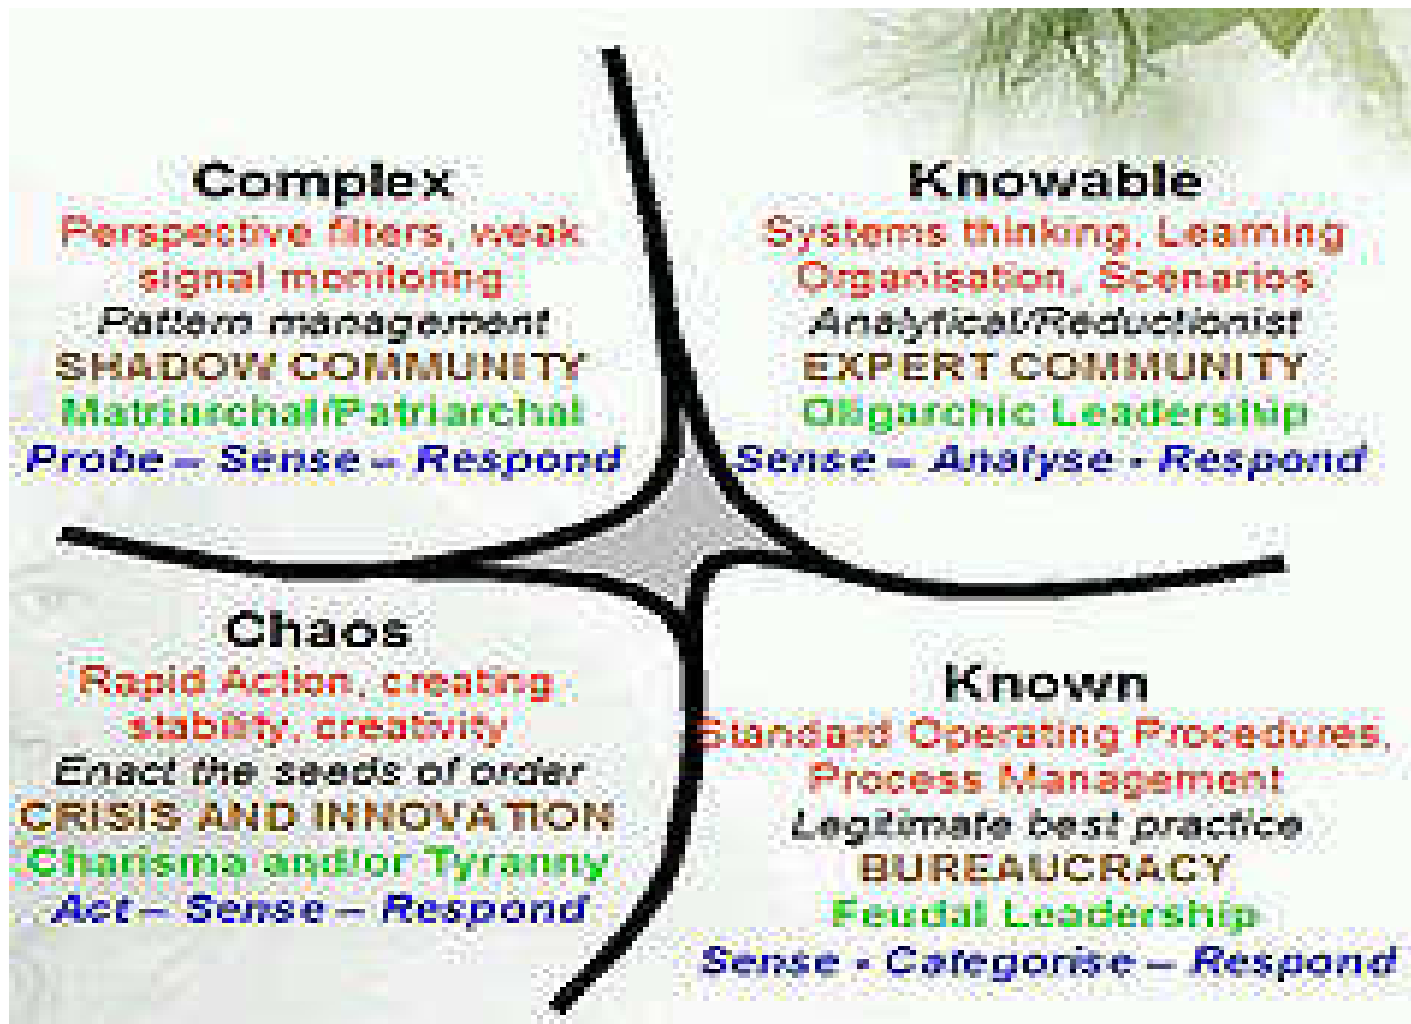 Complex
Perspective filters, weak
signal monitoring
Pattern management
SHADOW COMMUNITY
Matriarchal/Patriarchal
Probe – Sense – Respond
Knowable
Systems thinking, Learning
Organisation, Scenarios
Analytical/Reductionist
EXPERT COMMUNITY
Oligarchic Leadership
Sense – Analyse - Respond
Chaos
Rapid Action, creating
stability, creativity
Enact the seeds of order
CRISIS AND INNOVATION
Charisma and/or Tyranny
Act – Sense – Respond
Known
Standard Operating Procedures,
Process Management
Legitimate best practice
BUREAUCRACY
Feudal Leadership
Sense - Categorise – Respond